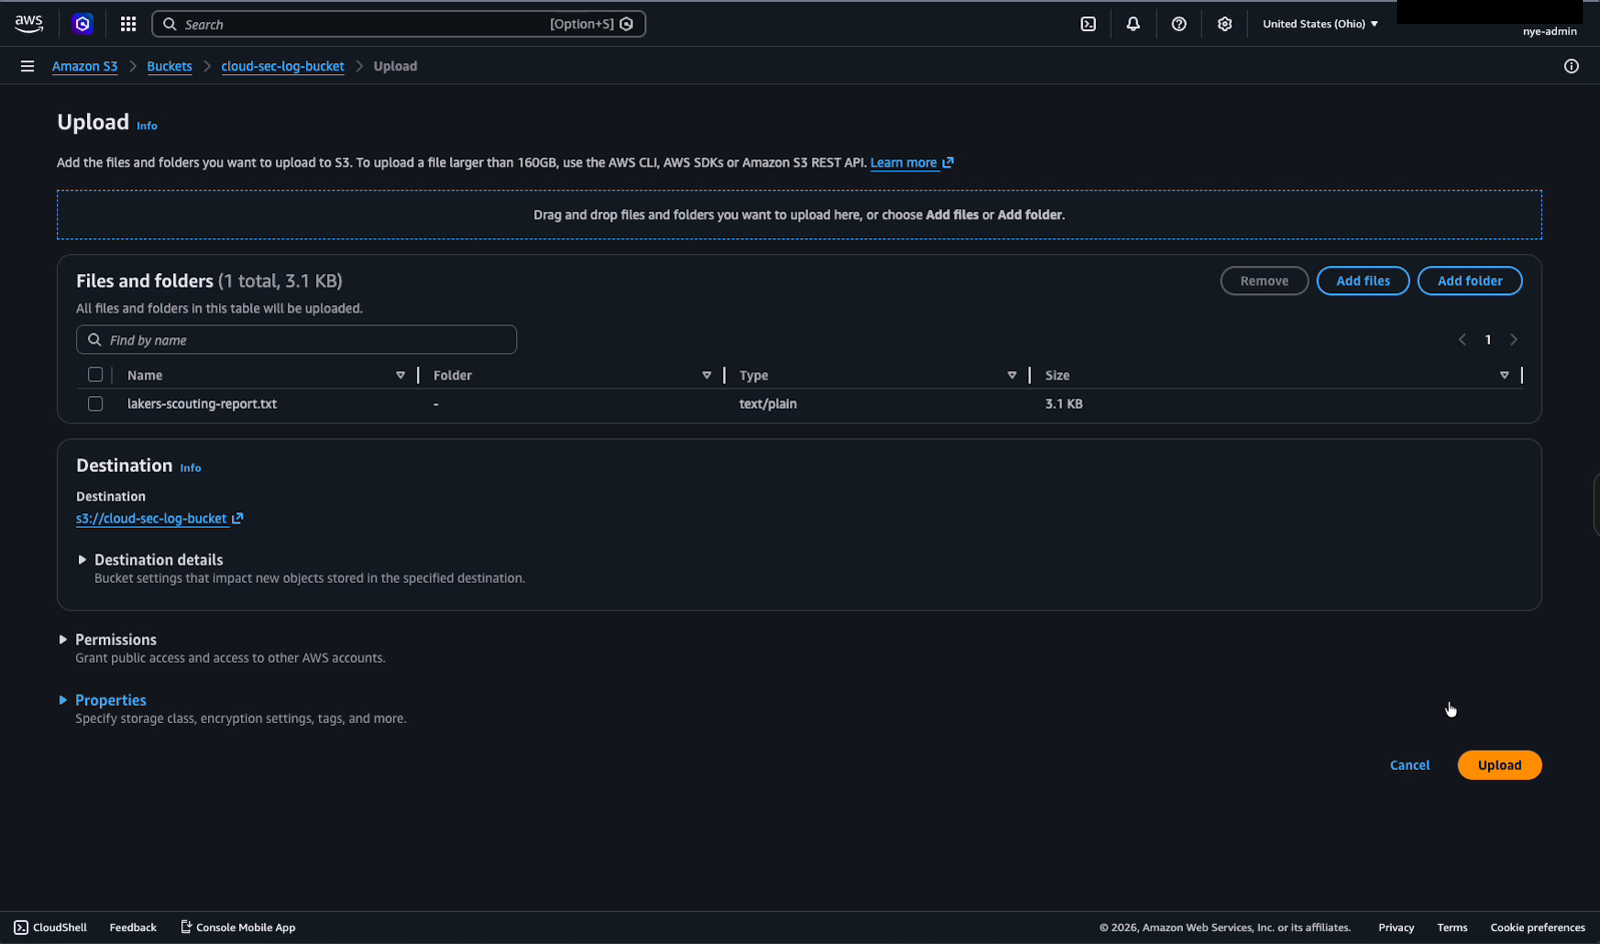 aws
Search [Option+S]
United States (Ohio)
nye-admin
Amazon S3 > Buckets > cloud-sec-log-bucket > Upload
Upload Info
Add the files and folders you want to upload to S3. To upload a file larger than 160GB, use the AWS CLI, AWS SDKs or Amazon S3 REST API. Learn more
Drag and drop files and folders you want to upload here, or choose Add files or Add folder.
Files and folders (1 total, 3.1 KB)
Remove Add files Add folder
All files and folders in this table will be uploaded.
Find by name
1
Name Folder Type Size
lakers-scouting-report.txt - text/plain 3.1 KB
Destination Info
Destination
s3://cloud-sec-log-bucket
Destination details
Bucket settings that impact new objects stored in the specified destination.
Permissions
Grant public access and access to other AWS accounts.
Properties
Specify storage class, encryption settings, tags, and more.
Cancel Upload
CloudShell Feedback Console Mobile App © 2026, Amazon Web Services, Inc. or its affiliates. Privacy Terms Cookie preferences